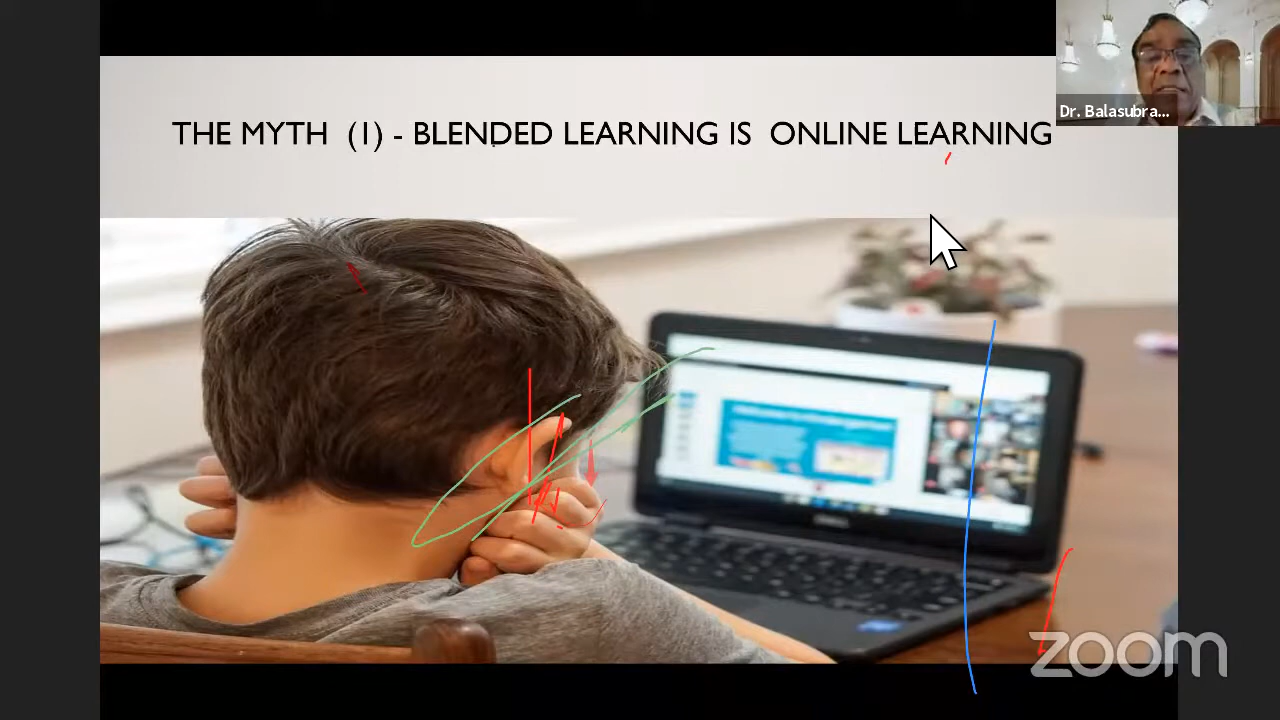 THE MYTH (1) - BLENDED LEARNING IS ONLINE LEARNING
Dr. Balasubra...
zoom